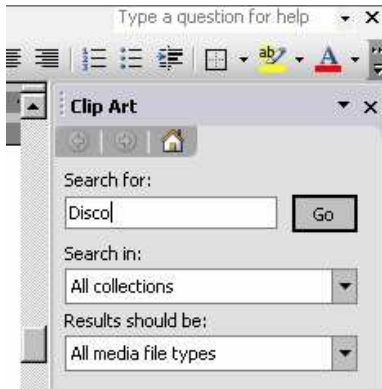 Type a question for help
ab
A
Clip Art
Search for:
Disco
Go
Search in:
All collections
Results should be:
All media file types